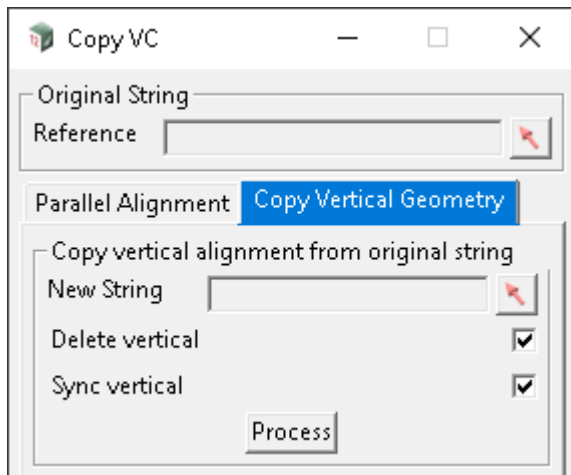 12 Copy VC
Original String
Reference
Parallel Alignment Copy Vertical Geometry
Copy vertical alignment from original string
New String
Delete vertical
Sync vertical
Process